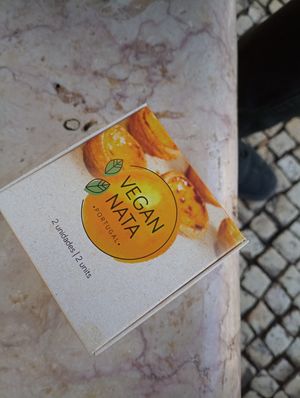 VEGAN
NATA
• PORTUGAL •
2 unidades | 2 units